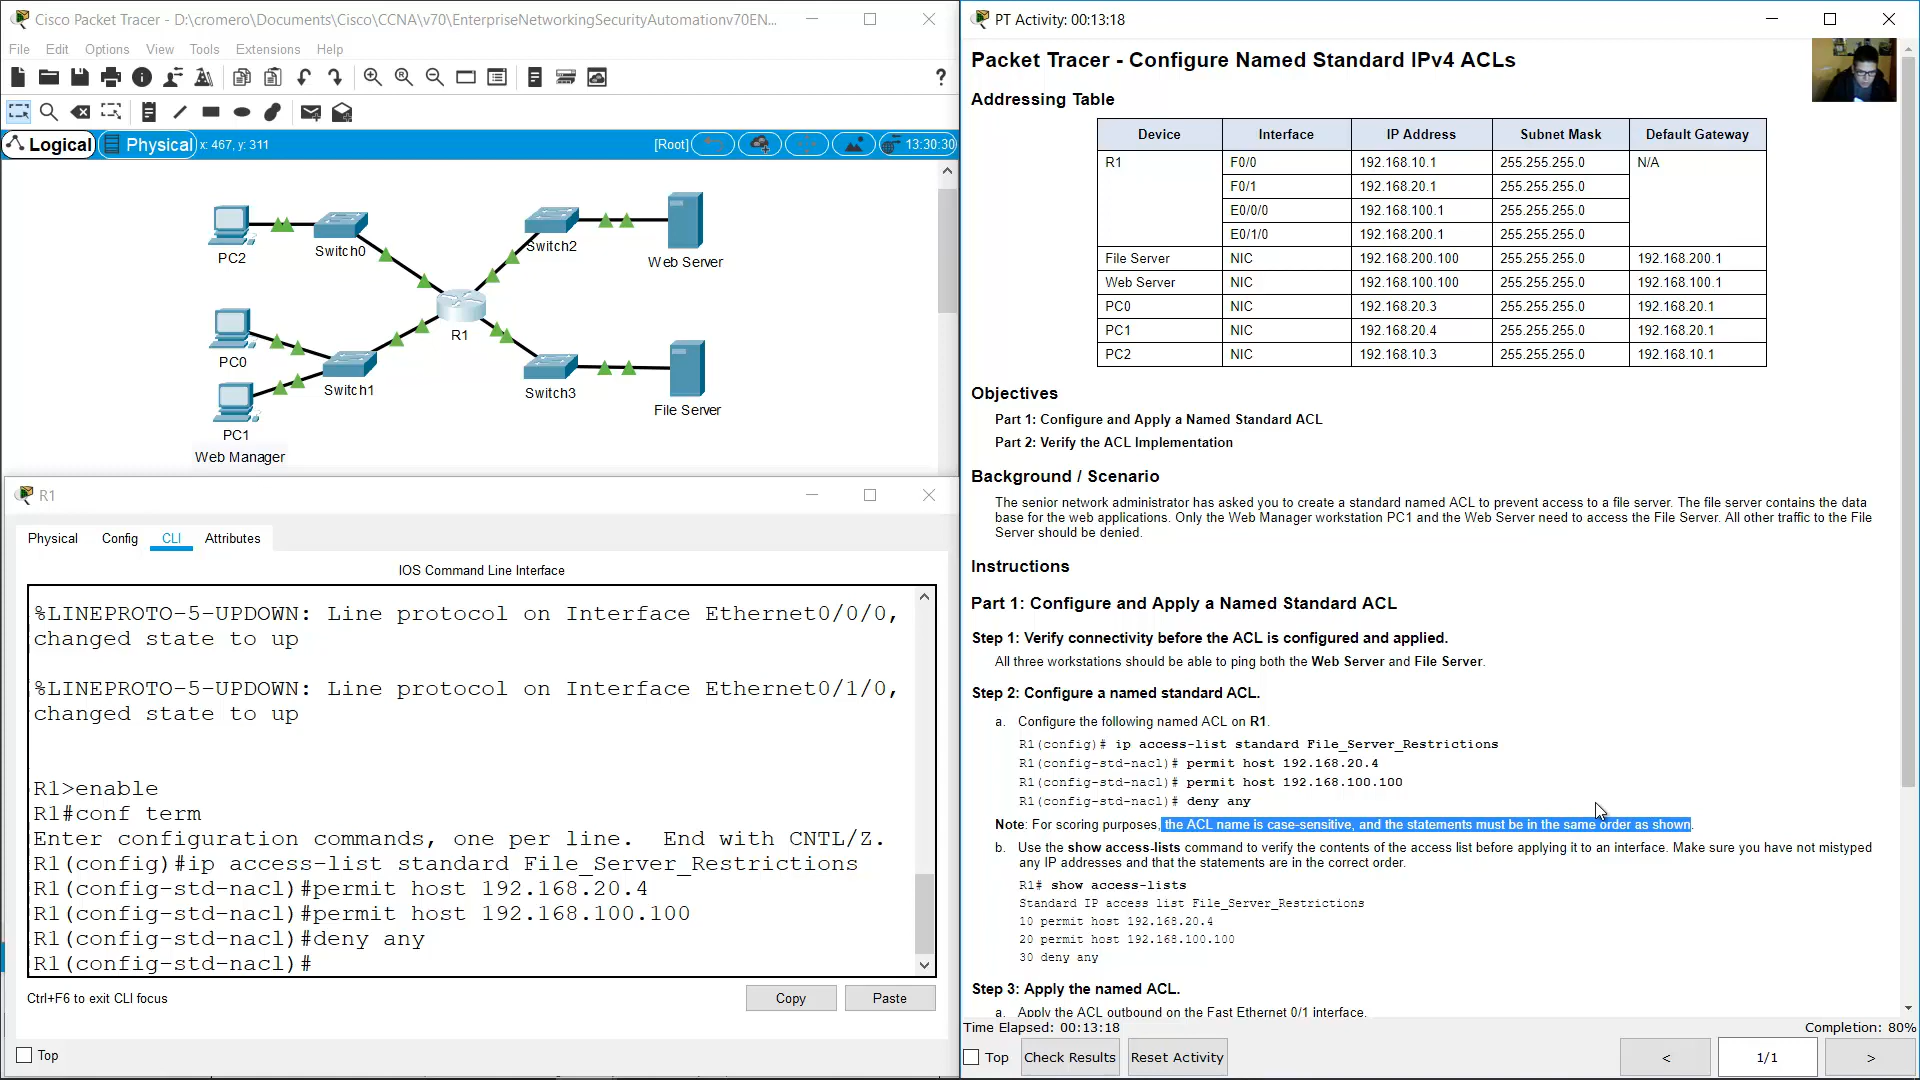 Cisco Packet Tracer - D:\cromero\Documents\Cisco\CCNA\v70\EnterpriseNetworkingSecurityAutomationv70EN...
File Edit Options View Tools Extensions Help
?
Logical Physical x: 467, y: 311 [Root] 13:30:30
PC2
Switch0
Switch2
Web Server
PC0
R1
Switch1
Switch3
PC1
File Server
Web Manager
R1
Physical Config CLI Attributes
IOS Command Line Interface
%LINEPROTO-5-UPDOWN: Line protocol on Interface Ethernet0/0/0,
changed state to up
%LINEPROTO-5-UPDOWN: Line protocol on Interface Ethernet0/1/0,
changed state to up
R1>enable
R1#conf term
Enter configuration commands, one per line.  End with CNTL/Z.
R1(config)#ip access-list standard File_Server_Restrictions
R1(config-std-nacl)#permit host 192.168.20.4
R1(config-std-nacl)#permit host 192.168.100.100
R1(config-std-nacl)#deny any
R1(config-std-nacl)#
Ctrl+F6 to exit CLI focus
Copy Paste
Top
PT Activity: 00:13:18
Packet Tracer - Configure Named Standard IPv4 ACLs
Addressing Table
Device Interface IP Address Subnet Mask Default Gateway
R1 F0/0 192.168.10.1 255.255.255.0 N/A
F0/1 192.168.20.1 255.255.255.0
E0/0/0 192.168.100.1 255.255.255.0
E0/1/0 192.168.200.1 255.255.255.0
File Server NIC 192.168.200.100 255.255.255.0 192.168.200.1
Web Server NIC 192.168.100.100 255.255.255.0 192.168.100.1
PC0 NIC 192.168.20.3 255.255.255.0 192.168.20.1
PC1 NIC 192.168.20.4 255.255.255.0 192.168.20.1
PC2 NIC 192.168.10.3 255.255.255.0 192.168.10.1
Objectives
Part 1: Configure and Apply a Named Standard ACL
Part 2: Verify the ACL Implementation
Background / Scenario
The senior network administrator has asked you to create a standard named ACL to prevent access to a file server. The file server contains the data
base for the web applications. Only the Web Manager workstation PC1 and the Web Server need to access the File Server. All other traffic to the File
Server should be denied.
Instructions
Part 1: Configure and Apply a Named Standard ACL
Step 1: Verify connectivity before the ACL is configured and applied.
All three workstations should be able to ping both the Web Server and File Server.
Step 2: Configure a named standard ACL.
a. Configure the following named ACL on R1.
R1(config)# ip access-list standard File_Server_Restrictions
R1(config-std-nacl)# permit host 192.168.20.4
R1(config-std-nacl)# permit host 192.168.100.100
R1(config-std-nacl)# deny any
Note: For scoring purposes, the ACL name is case-sensitive, and the statements must be in the same order as shown.
b. Use the show access-lists command to verify the contents of the access list before applying it to an interface. Make sure you have not mistyped
any IP addresses and that the statements are in the correct order.
R1# show access-lists
Standard IP access list File_Server_Restrictions
10 permit host 192.168.20.4
20 permit host 192.168.100.100
30 deny any
Step 3: Apply the named ACL.
a. Apply the ACL outbound on the Fast Ethernet 0/1 interface.
Time Elapsed: 00:13:18 Completion: 80%
Top Check Results Reset Activity < 1/1 >